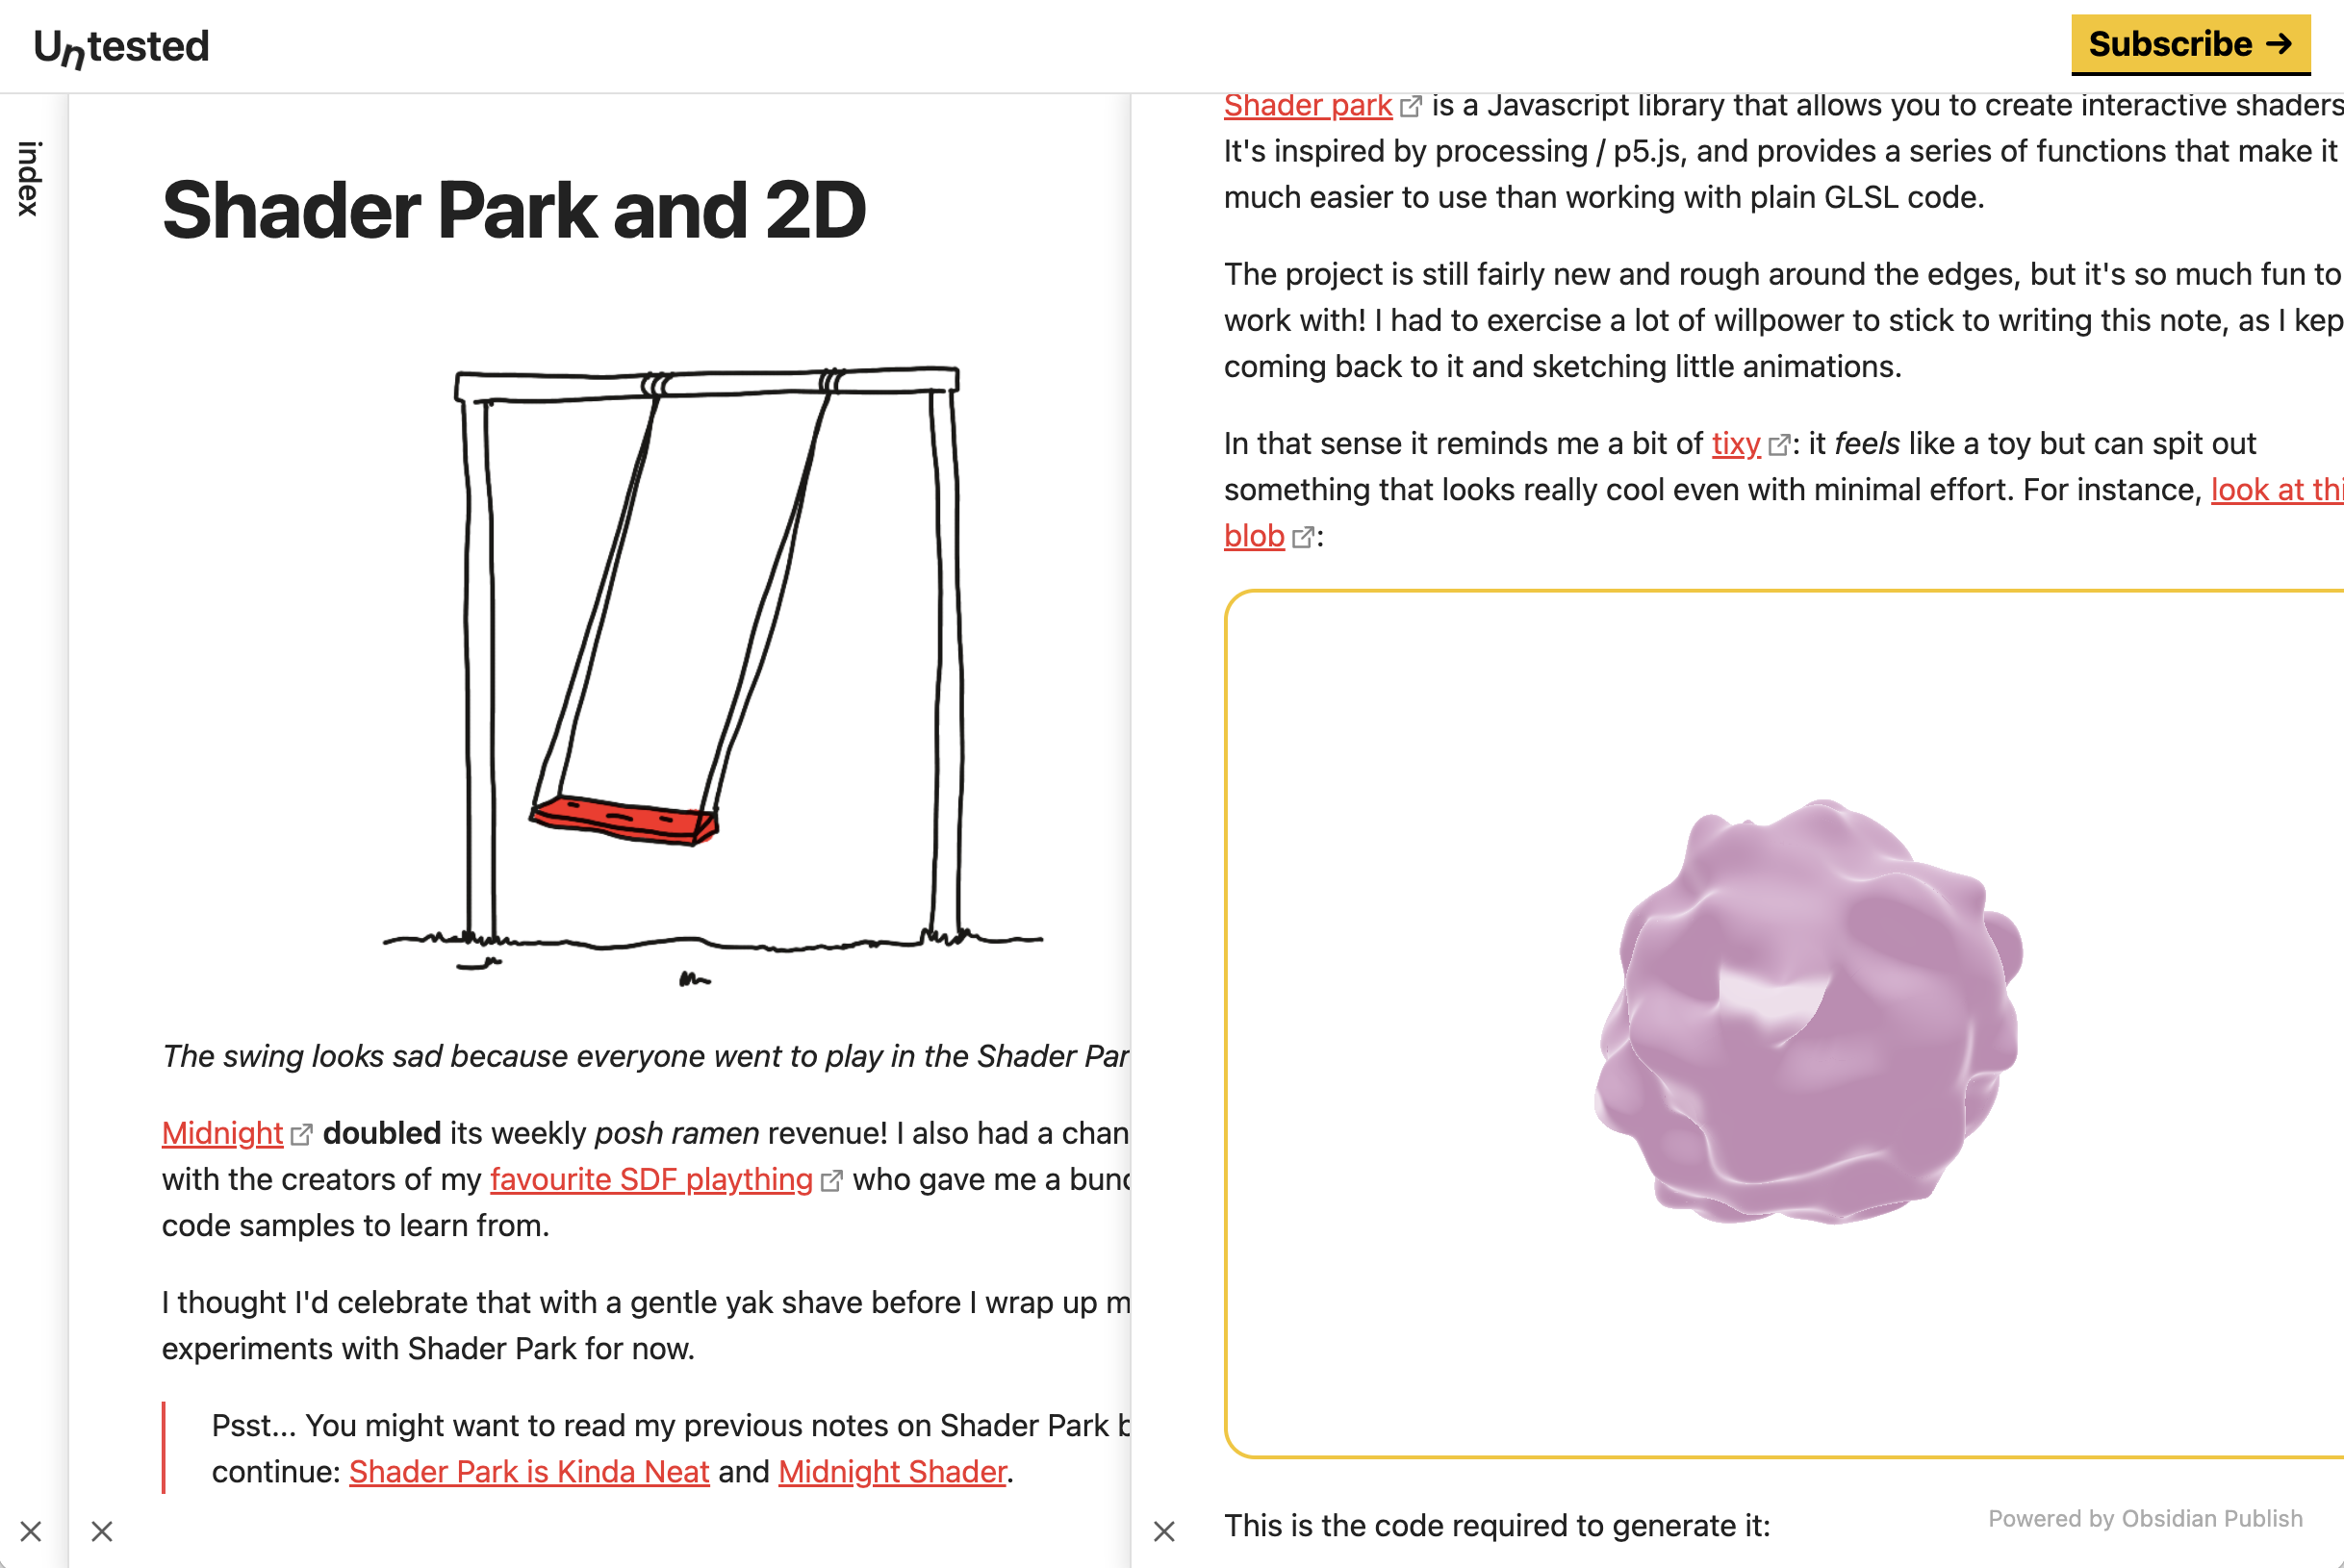 Untested
Subscribe →
index
Shader Park and 2D
The swing looks sad because everyone went to play in the Shader Par
Midnight doubled its weekly posh ramen revenue! I also had a chan
with the creators of my favourite SDF plaything who gave me a bunc
code samples to learn from.
I thought I'd celebrate that with a gentle yak shave before I wrap up m
experiments with Shader Park for now.
Psst... You might want to read my previous notes on Shader Park b
continue: Shader Park is Kinda Neat and Midnight Shader.
Shader park is a Javascript library that allows you to create interactive shaders
It's inspired by processing / p5.js, and provides a series of functions that make it
much easier to use than working with plain GLSL code.
The project is still fairly new and rough around the edges, but it's so much fun to
work with! I had to exercise a lot of willpower to stick to writing this note, as I kep
coming back to it and sketching little animations.
In that sense it reminds me a bit of tixy: it feels like a toy but can spit out
something that looks really cool even with minimal effort. For instance, look at thi
blob:
This is the code required to generate it:
Powered by Obsidian Publish